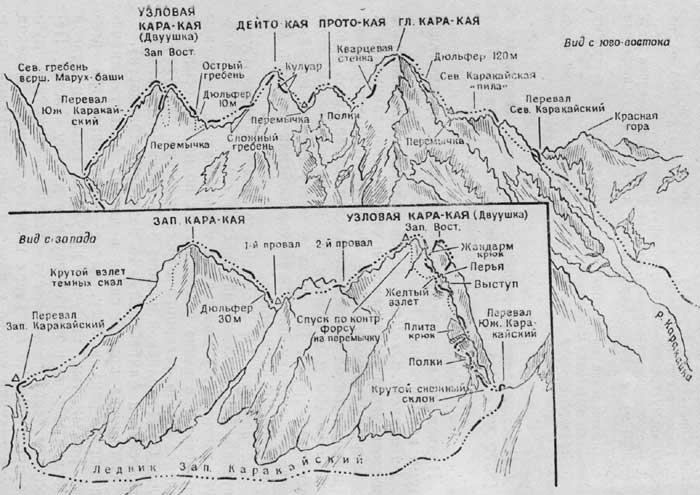 УЗЛОВАЯ
КАРА-КАЯ
(Двуушка)
Зап. Вост.
ДЕЙТО-КАЯ
ПРОТО-КАЯ
ГЛ. КАРА-КАЯ
Вид с юго-востока
Сев. гребень
верш. Марух-баши
Перевал
Юж. Каракай-
ский
Острый
гребень
Дюльфер
10м
Перемычка
Сложный
гребень
Кулуар
Перемычка
Полки
Кварцевая
стенка
Дюльфер 120м
Сев. Каракайская
"пила"
Перемычка
Перевал
Сев. Каракайский
Красная
гора
р. Каракайка
Вид с запада
ЗАП. КАРА-КАЯ
1-й провал
2-й провал
УЗЛОВАЯ КАРА-КАЯ (Двуушка)
Зап. Вост.
Крутой взлет
темных скал
Перевал
Зап. Каракайский
Дюльфер
30м
Спуск по контр-
форсу
на перемычку
Желтый
взлет
Жандарм
крюк
Перья
Выступ
Плита
крюк
Перевал
Юж. Кара-
кайский
Полки
Крутой снежный
склон
Ледник Зап. Каракайский